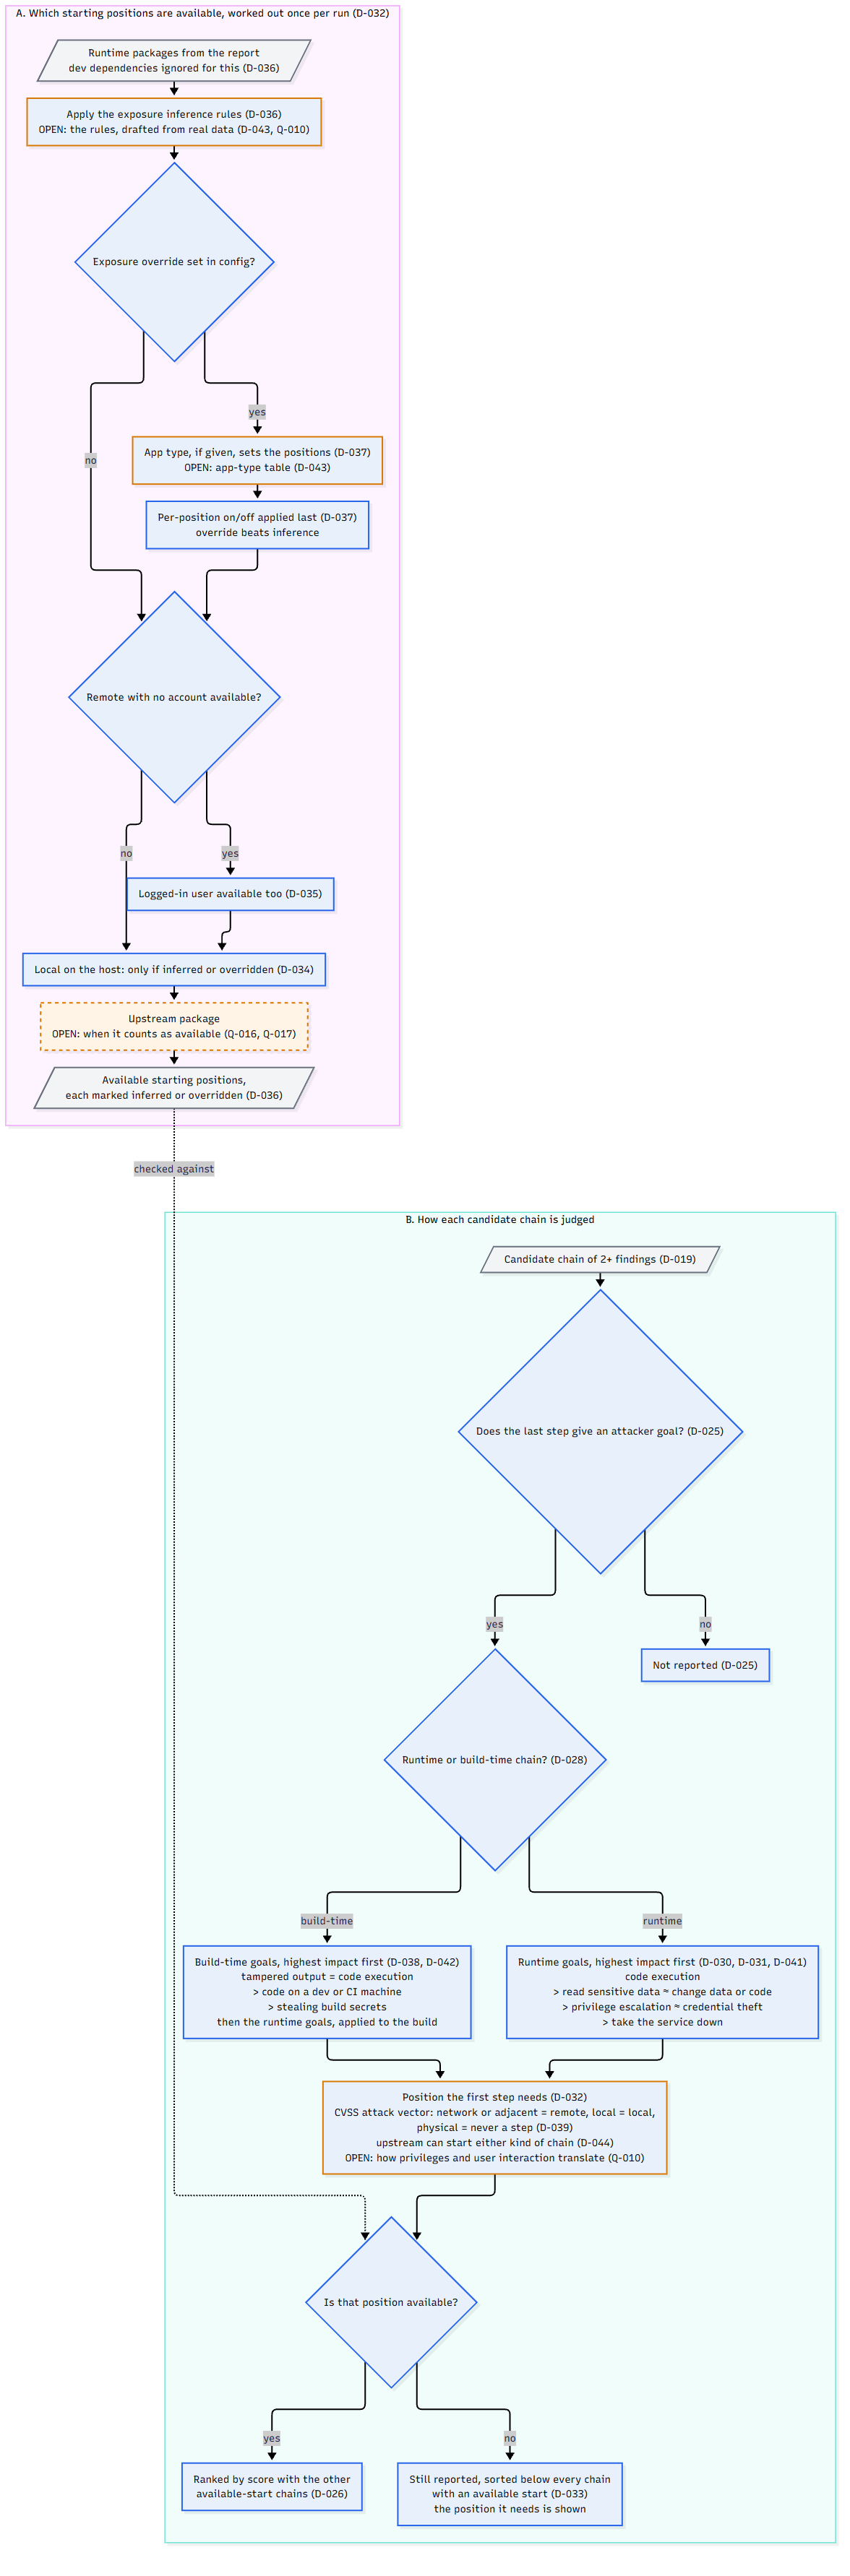 A. Which starting positions are available, worked out once per run (D-032)
Runtime packages from the report
dev dependencies ignored for this (D-036)
Apply the exposure inference rules (D-036)
OPEN: the rules, drafted from real data (D-043, Q-010)
Exposure override set in config?
yes
no
App type, if given, sets the positions (D-037)
OPEN: app-type table (D-043)
Per-position on/off applied last (D-037)
override beats inference
Remote with no account available?
no
yes
Logged-in user available too (D-035)
Local on the host: only if inferred or overridden (D-034)
Upstream package
OPEN: when it counts as available (Q-016, Q-017)
Available starting positions,
each marked inferred or overridden (D-036)
checked against
B. How each candidate chain is judged
Candidate chain of 2+ findings (D-019)
Does the last step give an attacker goal? (D-025)
yes
no
Not reported (D-025)
Runtime or build-time chain? (D-028)
build-time
runtime
Build-time goals, highest impact first (D-038, D-042)
tampered output = code execution
> code on a dev or CI machine
> stealing build secrets
then the runtime goals, applied to the build
Runtime goals, highest impact first (D-030, D-031, D-041)
code execution
> read sensitive data ≈ change data or code
> privilege escalation ≈ credential theft
> take the service down
Position the first step needs (D-032)
CVSS attack vector: network or adjacent = remote, local = local,
physical = never a step (D-039)
upstream can start either kind of chain (D-044)
OPEN: how privileges and user interaction translate (Q-010)
Is that position available?
yes
no
Ranked by score with the other
available-start chains (D-026)
Still reported, sorted below every chain
with an available start (D-033)
the position it needs is shown